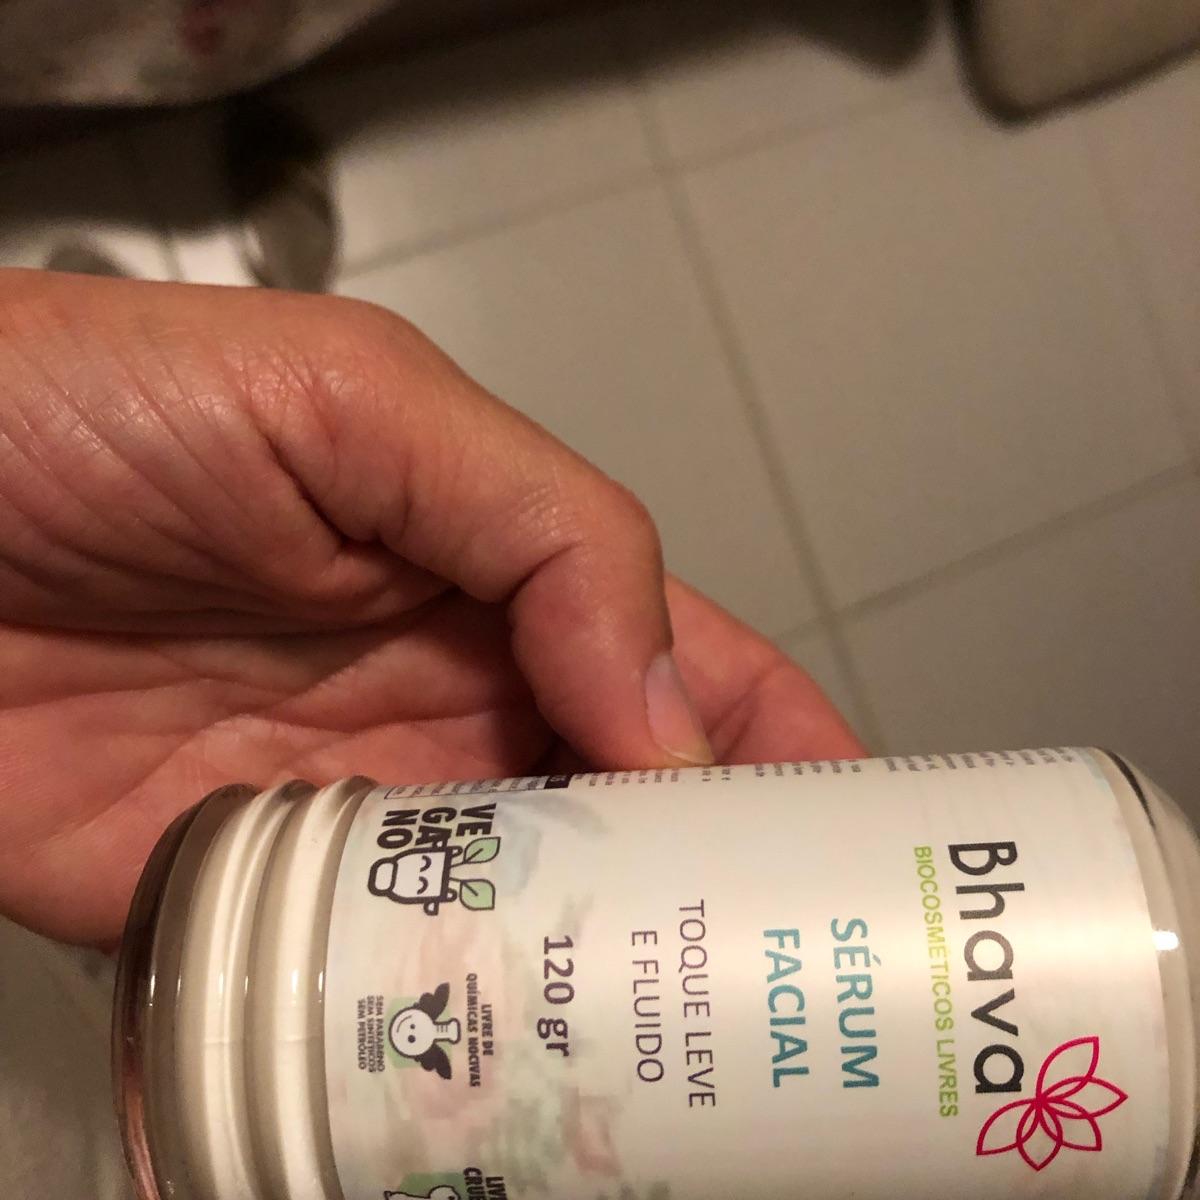 Bhava
BIOCOSMÉTICOS LIVRES
SÉRUM
FACIAL
TOQUE LEVE
E FLUIDO
120 gr
VE
GA
NO
LIVRE DE
QUÍMICAS NOCIVAS
SEM PARABENO
SEM SINTÉTICOS
SEM PETRÓLEO